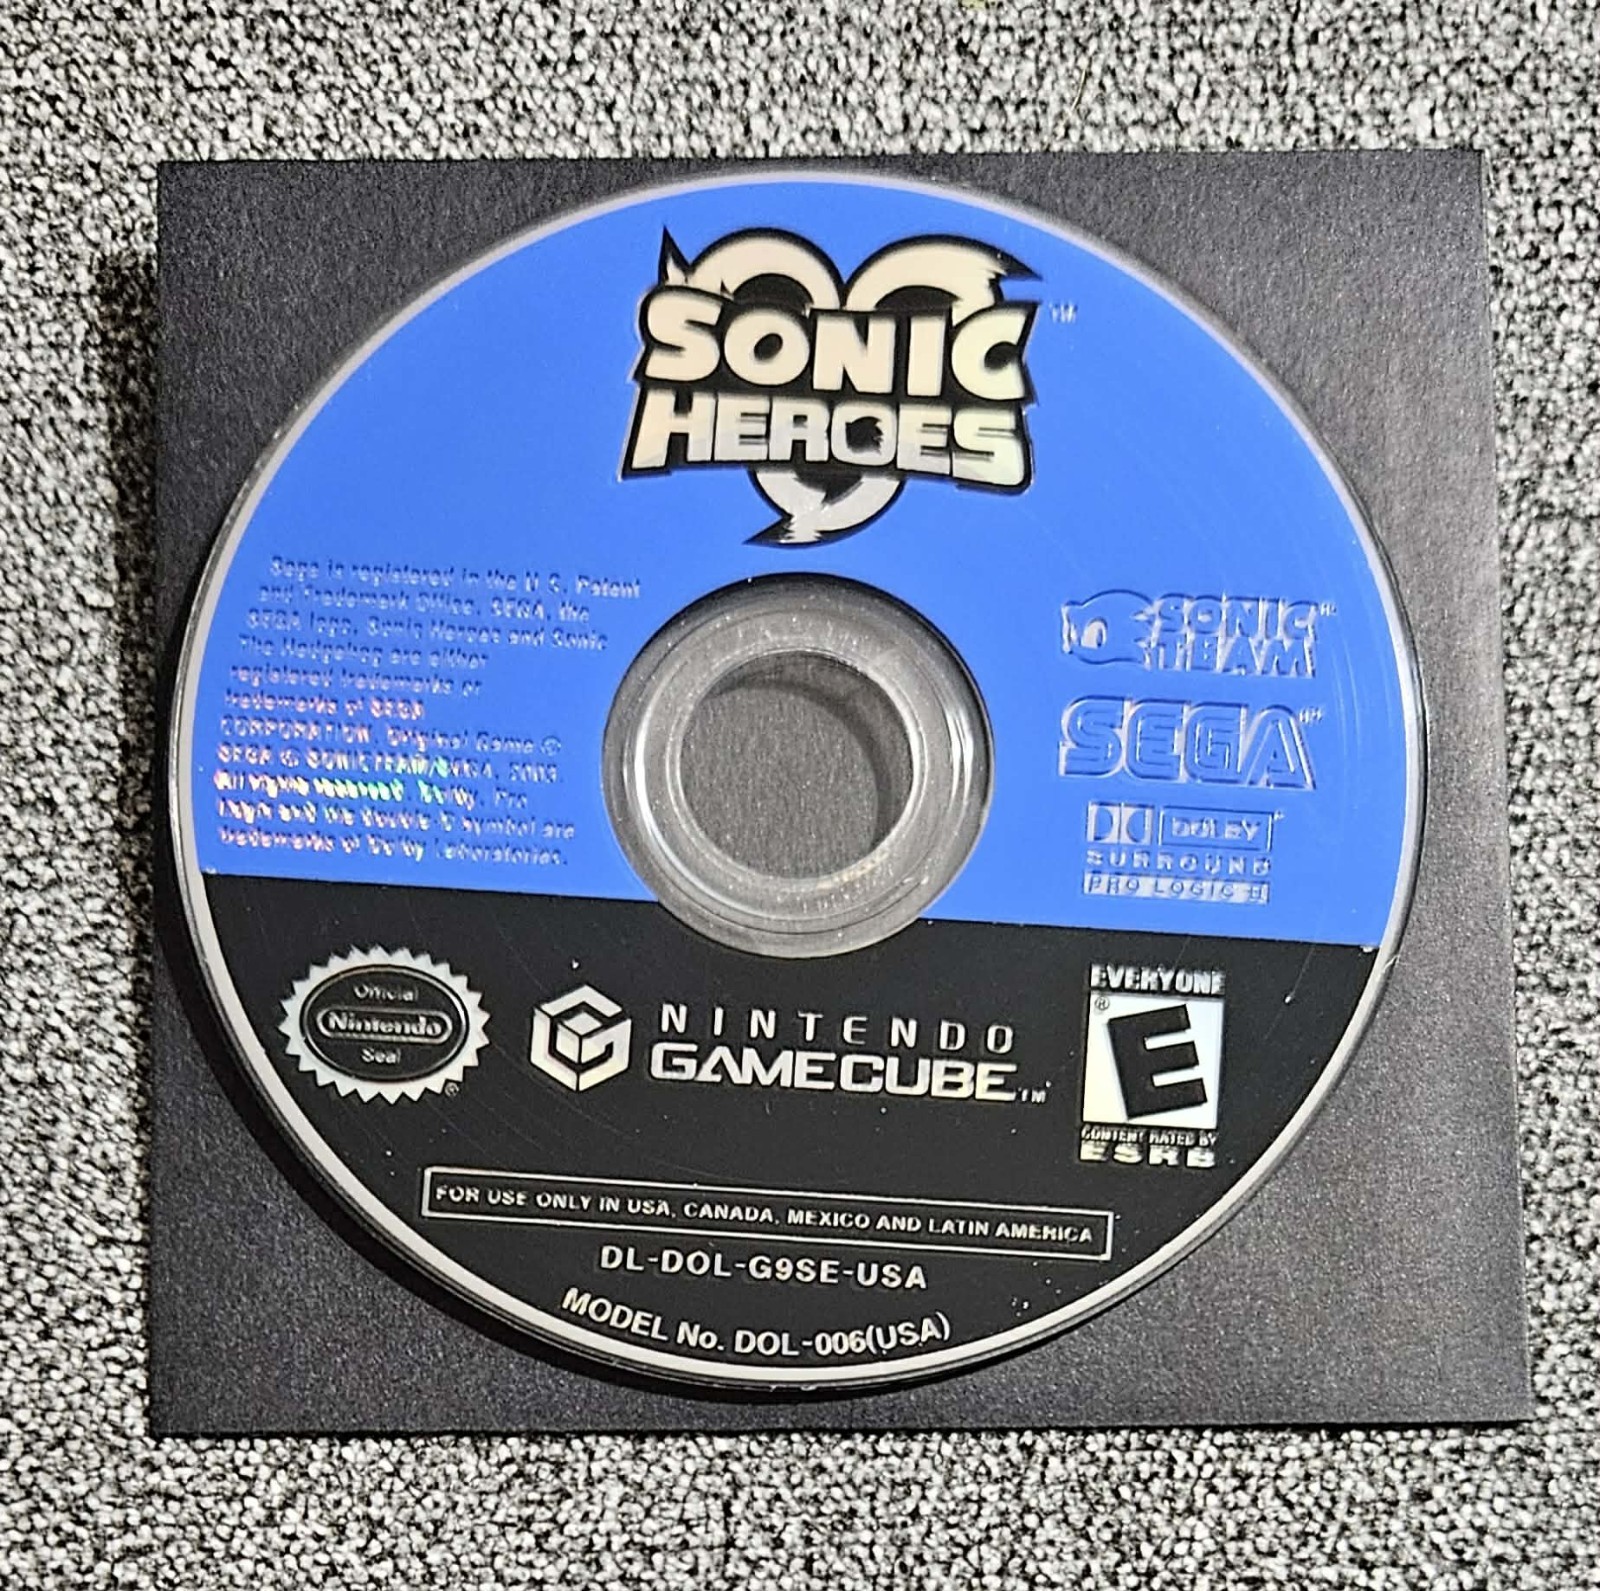 SONIC ™
HEROES
Sega is registered in the U.S. Patent
and Trademark Office. SEGA, the
SEGA logo, Sonic Heroes and Sonic
The Hedgehog are either
registered trademarks or
trademarks of SEGA
CORPORATION. Original Game ©
SEGA © SONICTEAM/SEGA, 2003.
All rights reserved. Dolby, Pro
Logic and the double-D symbol are
trademarks of Dolby Laboratories.
SONIC
TEAM
SEGA
DOLBY
SURROUND
PRO LOGIC II
Official
Nintendo
Seal
®
NINTENDO
GAMECUBE™
EVERYONE
®
E
CONTENT RATED BY
ESRB
FOR USE ONLY IN USA, CANADA, MEXICO AND LATIN AMERICA
DL-DOL-G9SE-USA
MODEL No. DOL-006(USA)